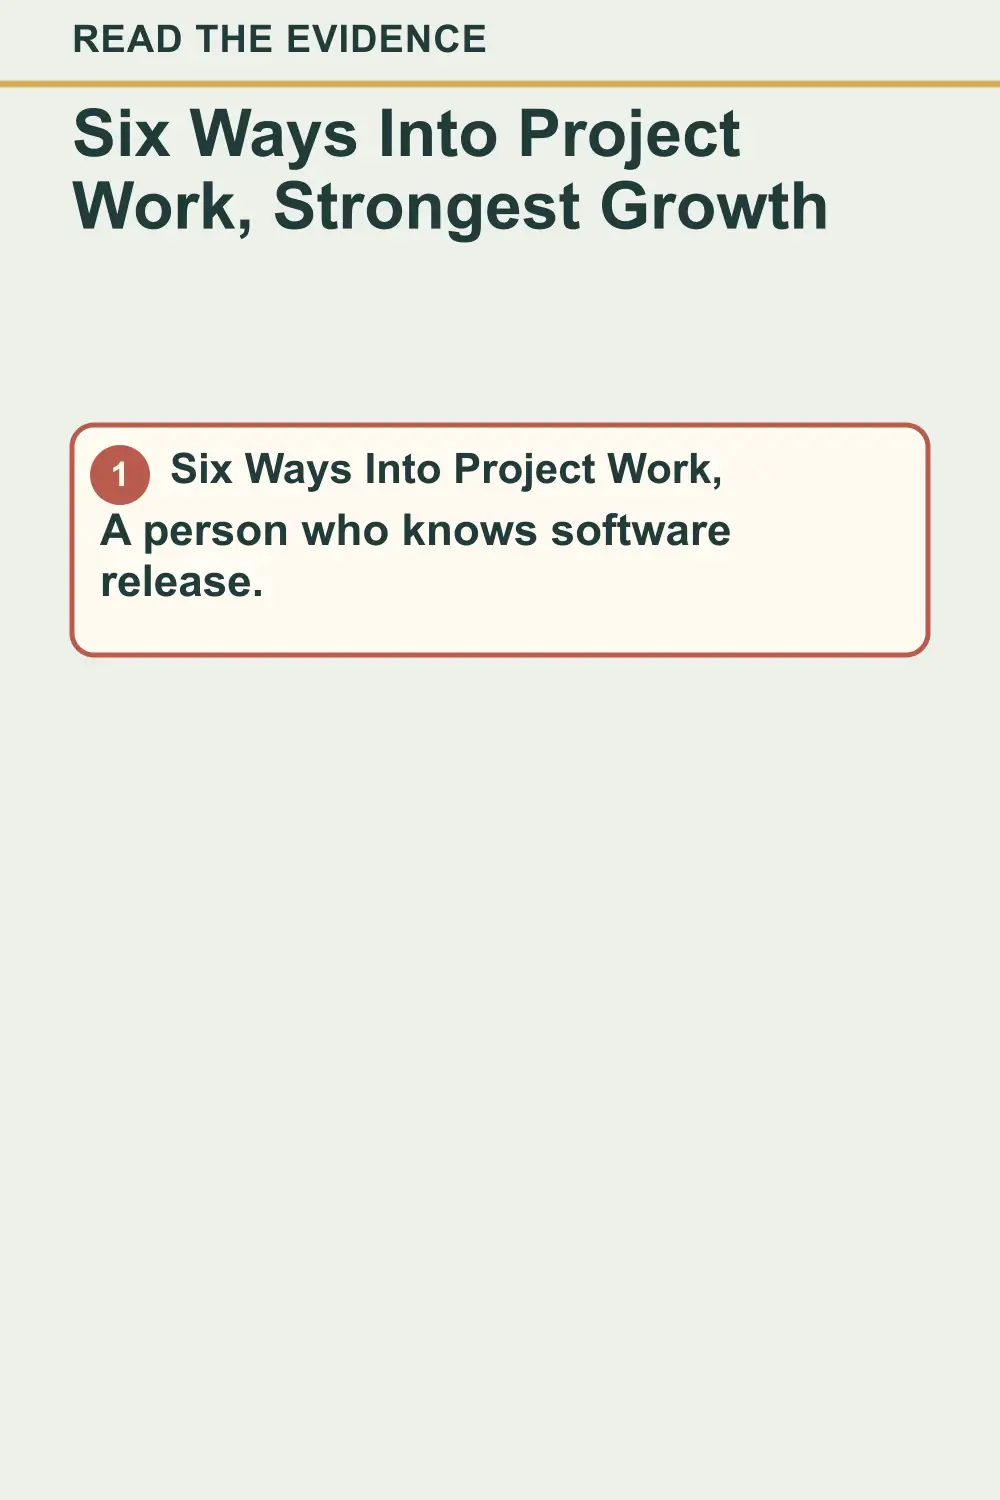 READ THE EVIDENCE
Six Ways Into Project
Work, Strongest Growth
1 Six Ways Into Project Work,
A person who knows software
release.